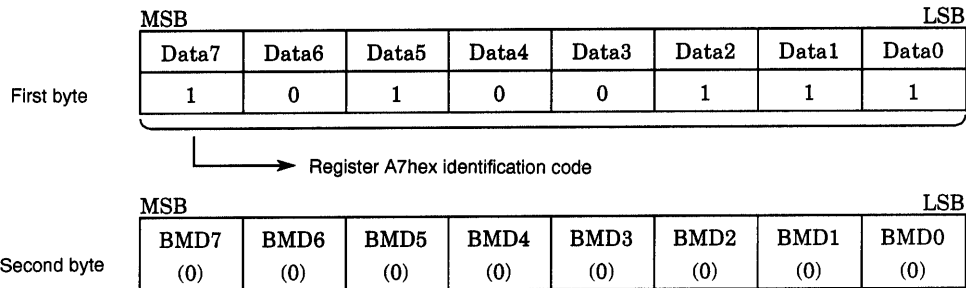 MSB LSB
Data7 Data6 Data5 Data4 Data3 Data2 Data1 Data0
First byte 1 0 1 0 0 1 1 1
Register A7hex identification code
MSB LSB
BMD7 BMD6 BMD5 BMD4 BMD3 BMD2 BMD1 BMD0
Second byte (0) (0) (0) (0) (0) (0) (0) (0)